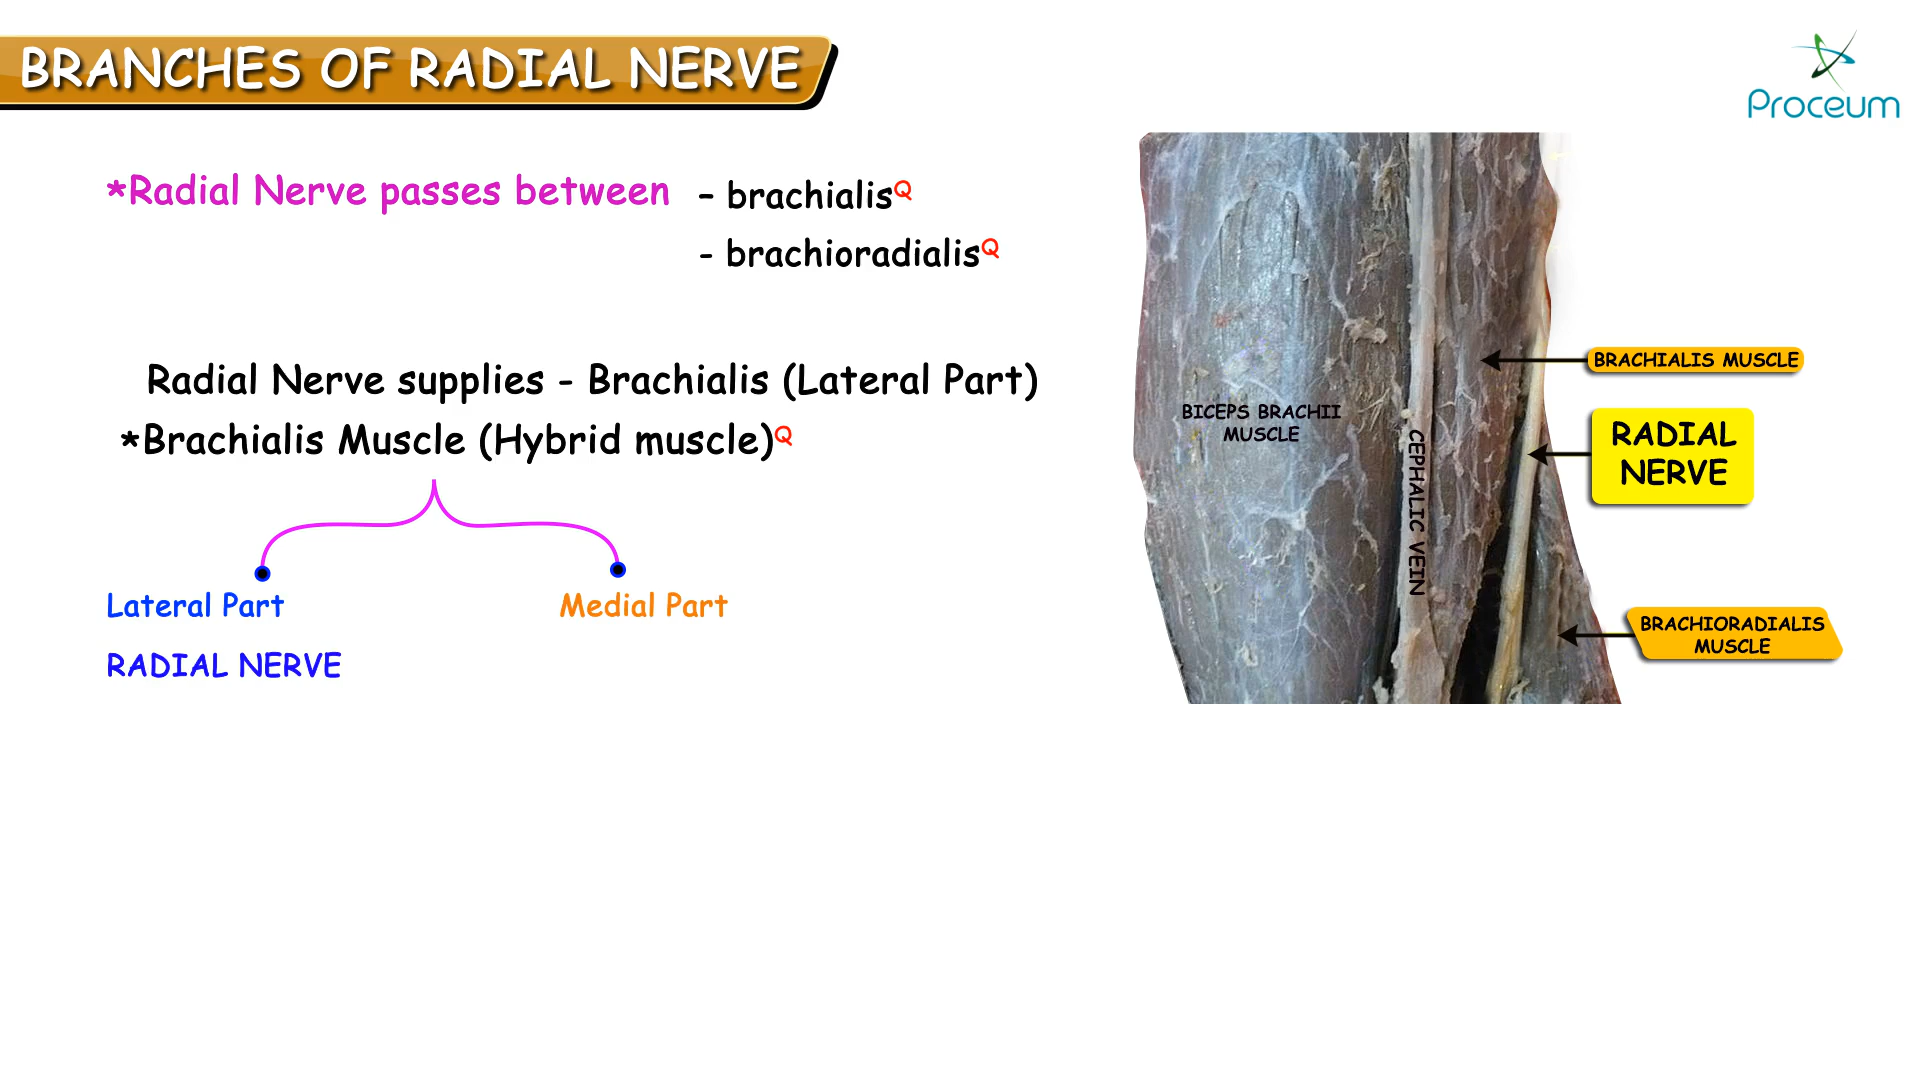 BRANCHES OF RADIAL NERVE
Proceum
*Radial Nerve passes between
- brachialisQ
- brachioradialisQ
Radial Nerve supplies - Brachialis (Lateral Part)
*Brachialis Muscle (Hybrid muscle)Q
Lateral Part
Medial Part
RADIAL NERVE
BICEPS BRACHII
MUSCLE
CEPHALIC VEIN
BRACHIALIS MUSCLE
RADIAL
NERVE
BRACHIORADIALIS
MUSCLE